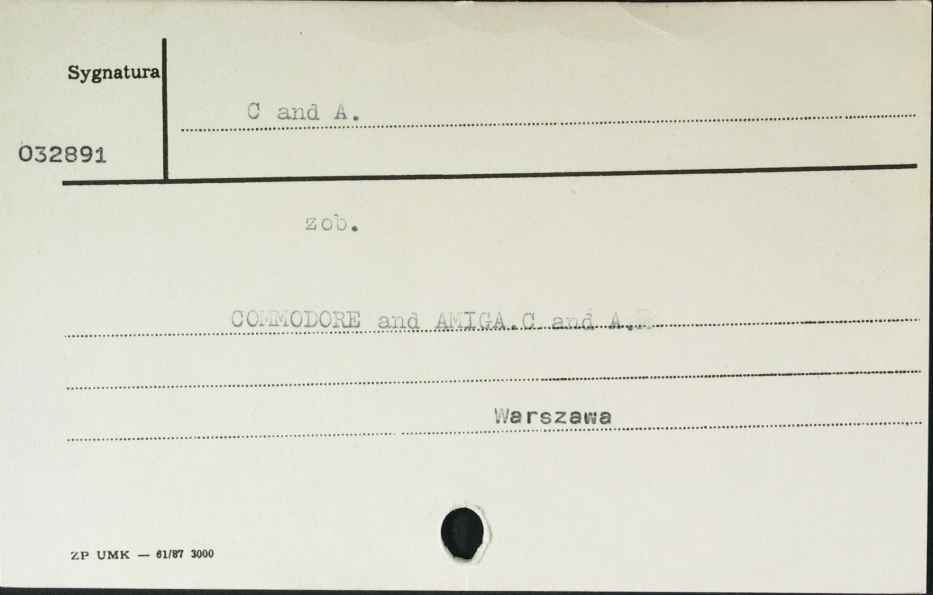 Sygnatura
C and A.
032891
zob.
COMMODORE and AMIGA.C and A.
Warszawa
ZP UMK — 61/87 3000